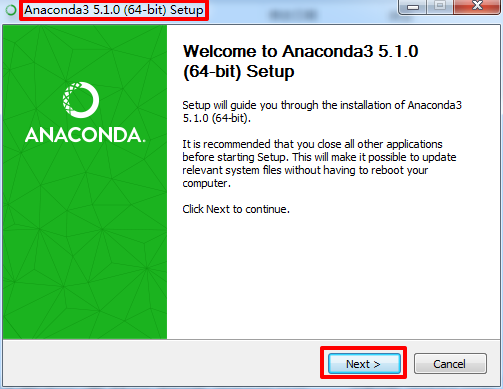 Anaconda3 5.1.0 (64-bit) Setup
Welcome to Anaconda3 5.1.0
(64-bit) Setup
Setup will guide you through the installation of Anaconda3
5.1.0 (64-bit).
It is recommended that you close all other applications
before starting Setup. This will make it possible to update
relevant system files without having to reboot your
computer.
Click Next to continue.
ANACONDA.
Next >
Cancel